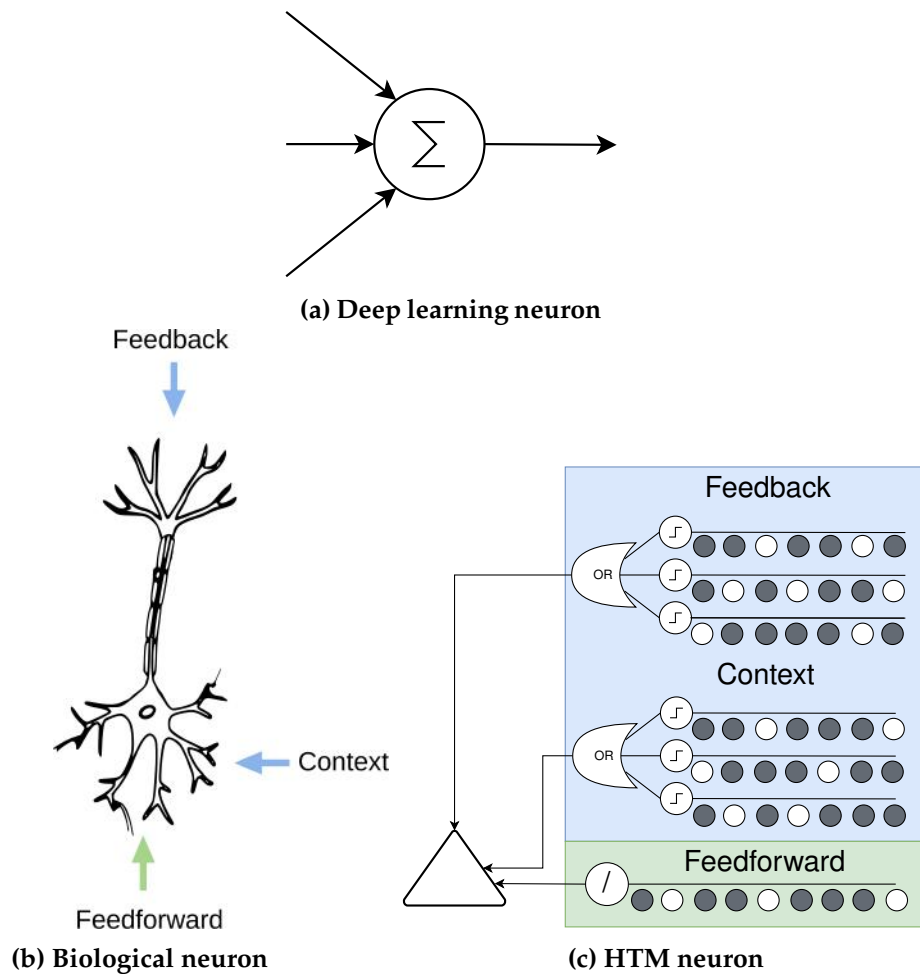 Σ
(a) Deep learning neuron
Feedback
Context
Feedforward
(b) Biological neuron
Feedback
OR
Context
OR
Feedforward
/
(c) HTM neuron